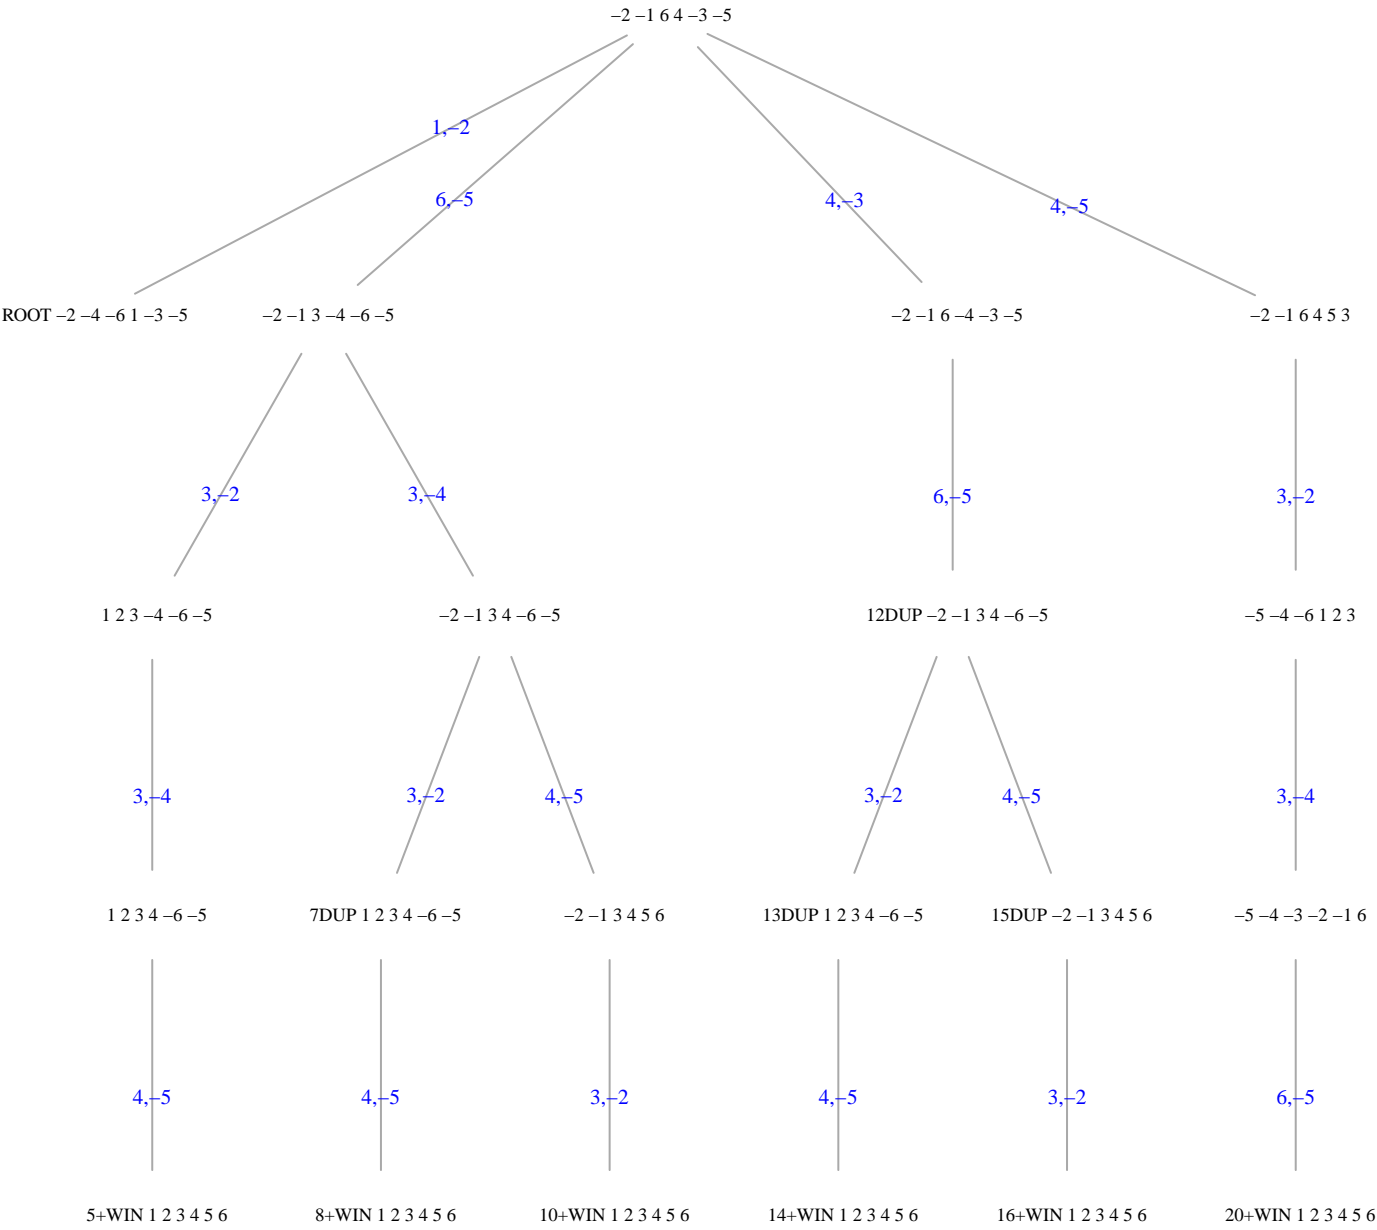 –2 –1 6 4 –3 –5
1,–2
6,–5
4,–3
4,–5
ROOT –2 –4 –6 1 –3 –5
–2 –1 3 –4 –6 –5
–2 –1 6 –4 –3 –5
–2 –1 6 4 5 3
3,–2
3,–4
6,–5
3,–2
1 2 3 –4 –6 –5
–2 –1 3 4 –6 –5
12DUP –2 –1 3 4 –6 –5
–5 –4 –6 1 2 3
3,–4
3,–2
4,–5
3,–2
4,–5
3,–4
1 2 3 4 –6 –5
7DUP 1 2 3 4 –6 –5
–2 –1 3 4 5 6
13DUP 1 2 3 4 –6 –5
15DUP –2 –1 3 4 5 6
–5 –4 –3 –2 –1 6
4,–5
4,–5
3,–2
4,–5
3,–2
6,–5
5+WIN 1 2 3 4 5 6
8+WIN 1 2 3 4 5 6
10+WIN 1 2 3 4 5 6
14+WIN 1 2 3 4 5 6
16+WIN 1 2 3 4 5 6
20+WIN 1 2 3 4 5 6